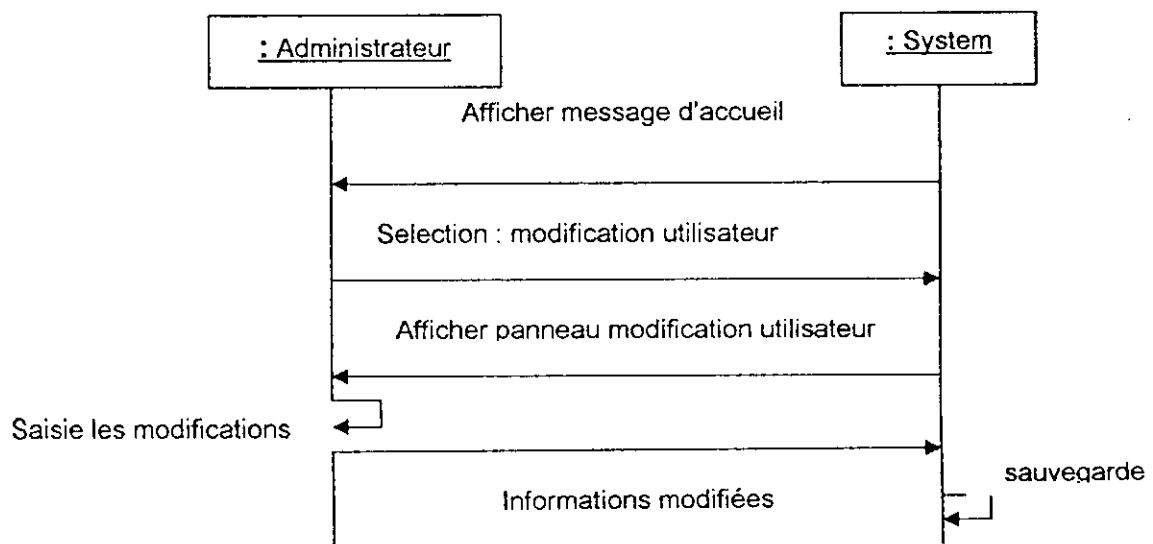 : Administrateur
: System
Afficher message d'accueil
Selection : modification utilisateur
Afficher panneau modification utilisateur
Saisie les modifications
sauvegarde
Informations modifiées